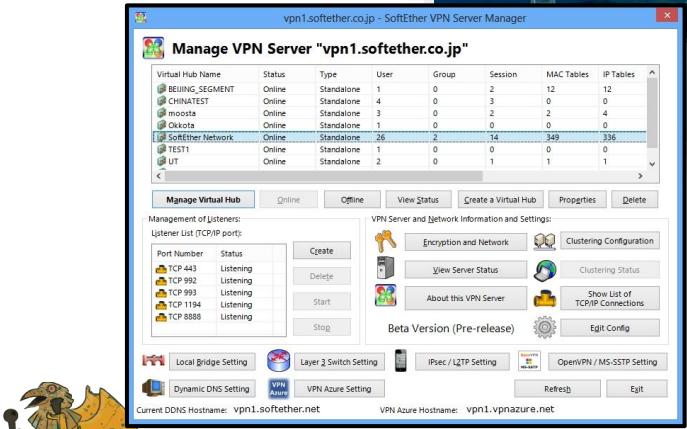 vpn1.softether.co.jp - SoftEther VPN Server Manager
Manage VPN Server "vpn1.softether.co.jp"
Virtual Hub Name Status Type User Group Session MAC Tables IP Tables
BEIJING_SEGMENT Online Standalone 1 0 2 12 12
CHINATEST Online Standalone 4 0 3 0 0
moosta Online Standalone 3 0 2 2 4
Okkota Online Standalone 1 0 0 0 0
SoftEther Network Online Standalone 26 2 14 349 336
TEST1 Online Standalone 1 0 0 0 0
UT Online Standalone 2 0 1 1 1
Manage Virtual Hub Online Offline View Status Create a Virtual Hub Properties Delete
Management of Listeners:
Listener List (TCP/IP port):
Port Number Status
TCP 443 Listening
TCP 992 Listening
TCP 993 Listening
TCP 1194 Listening
TCP 8888 Listening
Create
Delete
Start
Stop
VPN Server and Network Information and Settings:
Encryption and Network Clustering Configuration
View Server Status Clustering Status
About this VPN Server Show List of
TCP/IP Connections
Beta Version (Pre-release) Edit Config
Local Bridge Setting Layer 3 Switch Setting IPsec / L2TP Setting OpenVPN
MS-SSTP OpenVPN / MS-SSTP Setting
Dynamic DNS Setting VPN
Azure VPN Azure Setting Refresh Exit
Current DDNS Hostname: vpn1.softether.net VPN Azure Hostname: vpn1.vpnazure.net